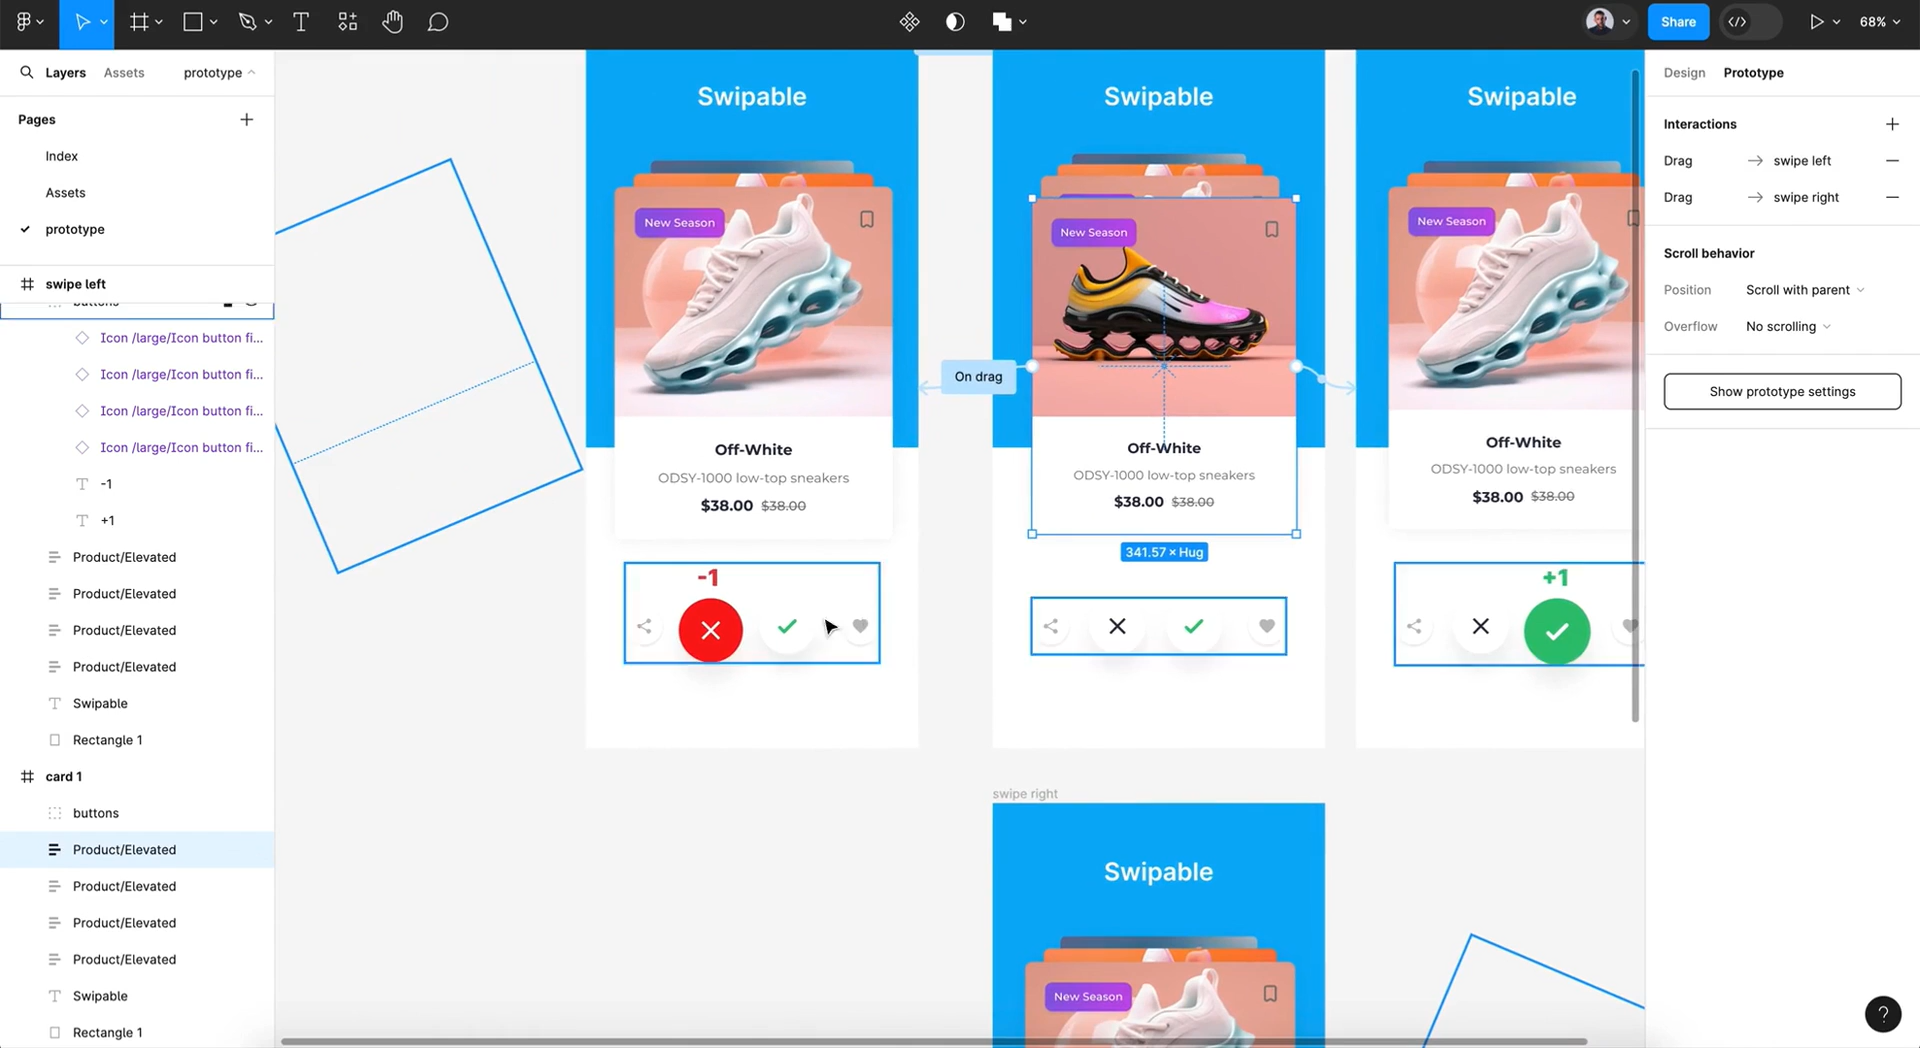 Share
68%
Layers
Assets
prototype
Pages
Index
Assets
prototype
swipe left
buttons
Icon /large/Icon button fi...
Icon /large/Icon button fi...
Icon /large/Icon button fi...
Icon /large/Icon button fi...
-1
+1
Product/Elevated
Product/Elevated
Product/Elevated
Product/Elevated
Swipable
Rectangle 1
card 1
buttons
Product/Elevated
Product/Elevated
Product/Elevated
Product/Elevated
Swipable
Rectangle 1
Swipable
New Season
Off-White
ODSY-1000 low-top sneakers
$38.00 $38.00
-1
On drag
Swipable
New Season
Off-White
ODSY-1000 low-top sneakers
$38.00 $38.00
341.57 × Hug
Swipable
New Season
Off-White
ODSY-1000 low-top sneakers
$38.00 $38.00
+1
swipe right
Swipable
New Season
Design
Prototype
Interactions
Drag
swipe left
Drag
swipe right
Scroll behavior
Position
Scroll with parent
Overflow
No scrolling
Show prototype settings
?